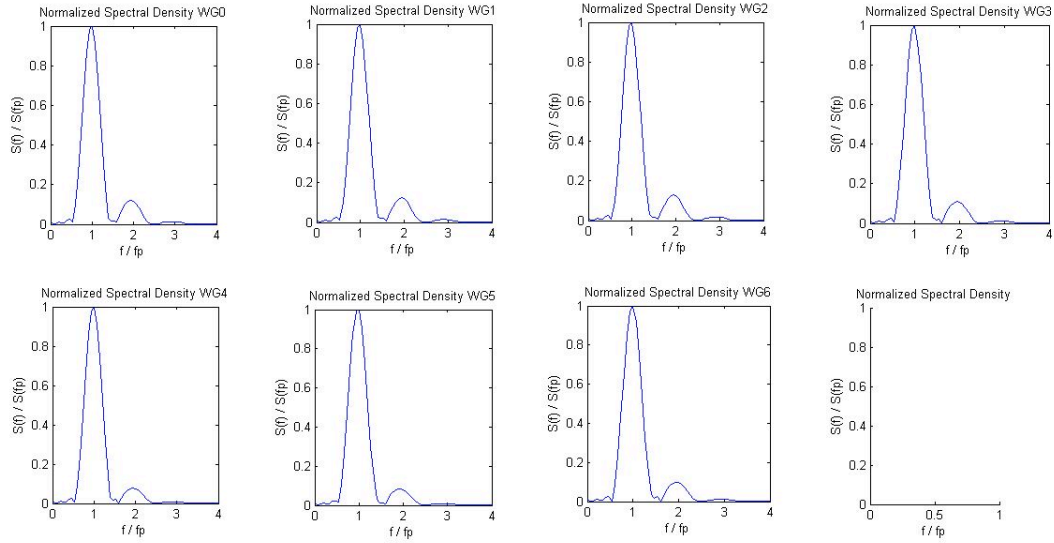 Normalized Spectral Density WG0
1
0.8
0.6
0.4
0.2
0
S(f) / S(fp)
0 1 2 3 4
f / fp
Normalized Spectral Density WG1
1
0.8
0.6
0.4
0.2
0
S(f) / S(fp)
0 1 2 3 4
f / fp
Normalized Spectral Density WG2
1
0.8
0.6
0.4
0.2
0
S(f) / S(fp)
0 1 2 3 4
f / fp
Normalized Spectral Density WG3
1
0.8
0.6
0.4
0.2
0
S(f) / S(fp)
0 1 2 3 4
f / fp
Normalized Spectral Density WG4
1
0.8
0.6
0.4
0.2
0
S(f) / S(fp)
0 1 2 3 4
f / fp
Normalized Spectral Density WG5
1
0.8
0.6
0.4
0.2
0
S(f) / S(fp)
0 1 2 3 4
f / fp
Normalized Spectral Density WG6
1
0.8
0.6
0.4
0.2
0
S(f) / S(fp)
0 1 2 3 4
f / fp
Normalized Spectral Density
1
0.8
0.6
0.4
0.2
0
S(f) / S(fp)
0 0.5 1
f / fp